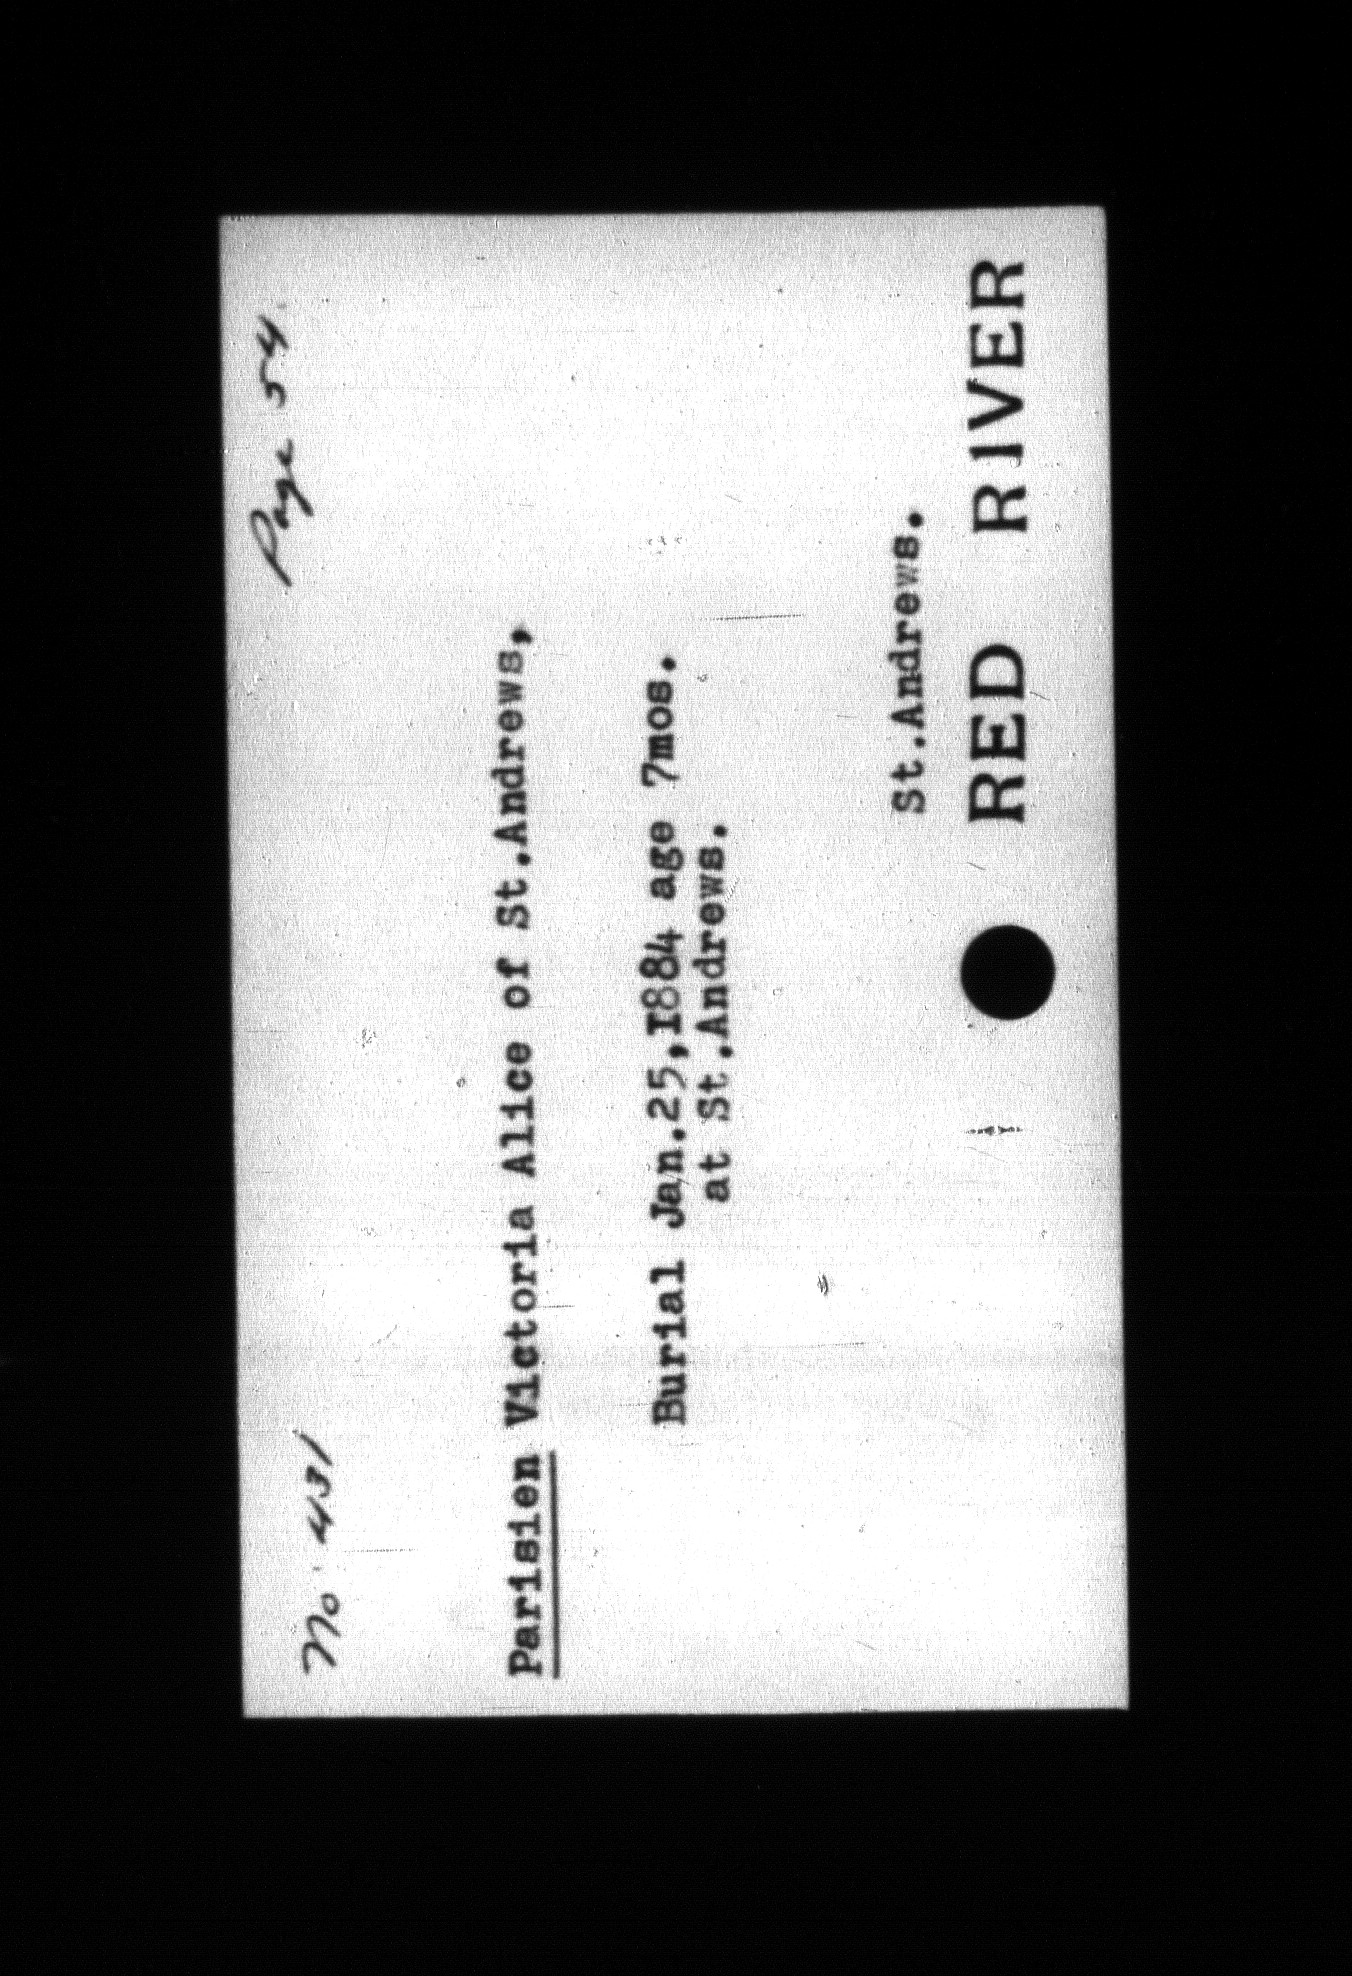 Page 54.
No. 431
Parisien Victoria Alice of St.Andrews,
Burial Jan.25,1884 age 7mos.
at St.Andrews.
St.Andrews.
RED RIVER